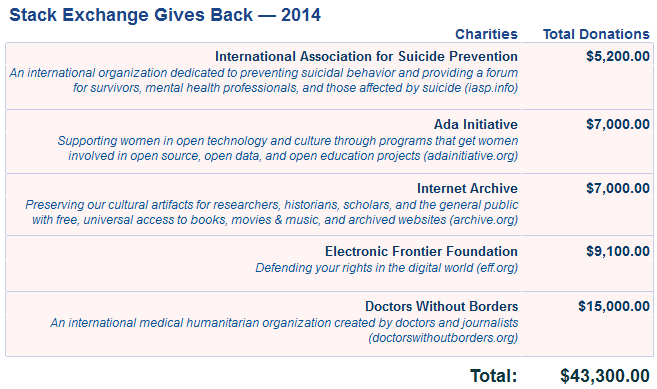 Stack Exchange Gives Back — 2014
Charities Total Donations
International Association for Suicide Prevention $5,200.00
An international organization dedicated to preventing suicidal behavior and providing a forum
for survivors, mental health professionals, and those affected by suicide (iasp.info)
Ada Initiative $7,000.00
Supporting women in open technology and culture through programs that get women
involved in open source, open data, and open education projects (adainitiative.org)
Internet Archive $7,000.00
Preserving our cultural artifacts for researchers, historians, scholars, and the general public
with free, universal access to books, movies & music, and archived websites (archive.org)
Electronic Frontier Foundation $9,100.00
Defending your rights in the digital world (eff.org)
Doctors Without Borders $15,000.00
An international medical humanitarian organization created by doctors and journalists
(doctorswithoutborders.org)
Total: $43,300.00